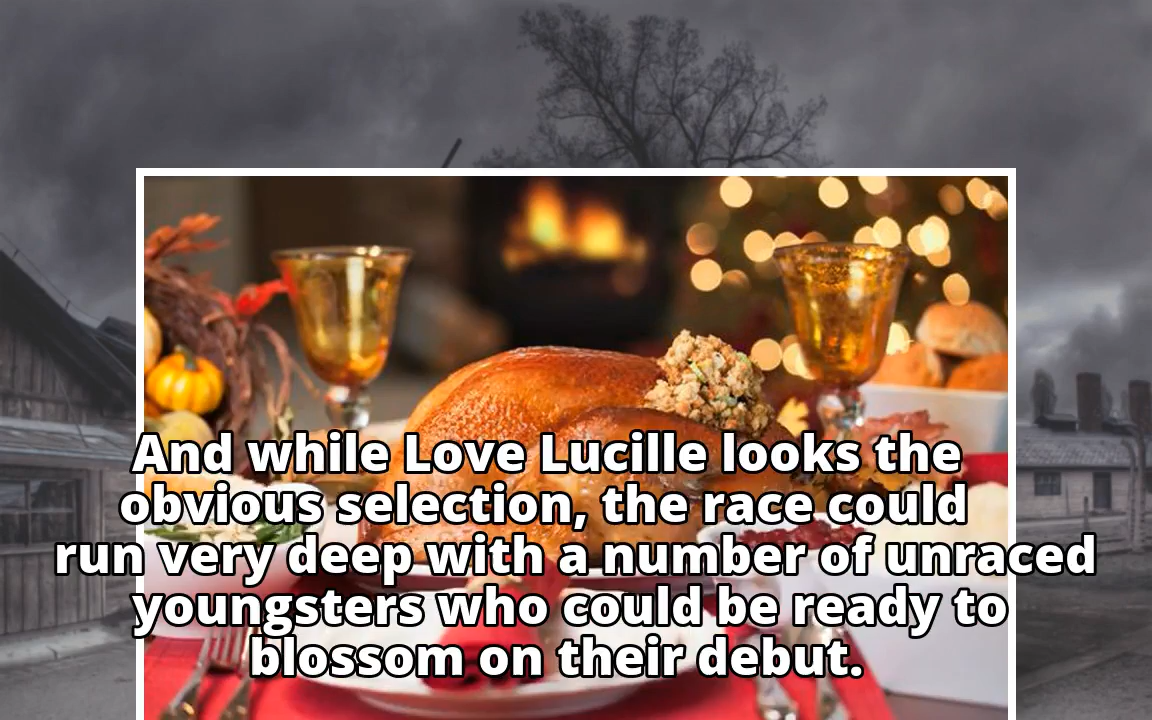 And while Love Lucille looks the
obvious selection, the race could
run very deep with a number of unraced
youngsters who could be ready to
blossom on their debut.